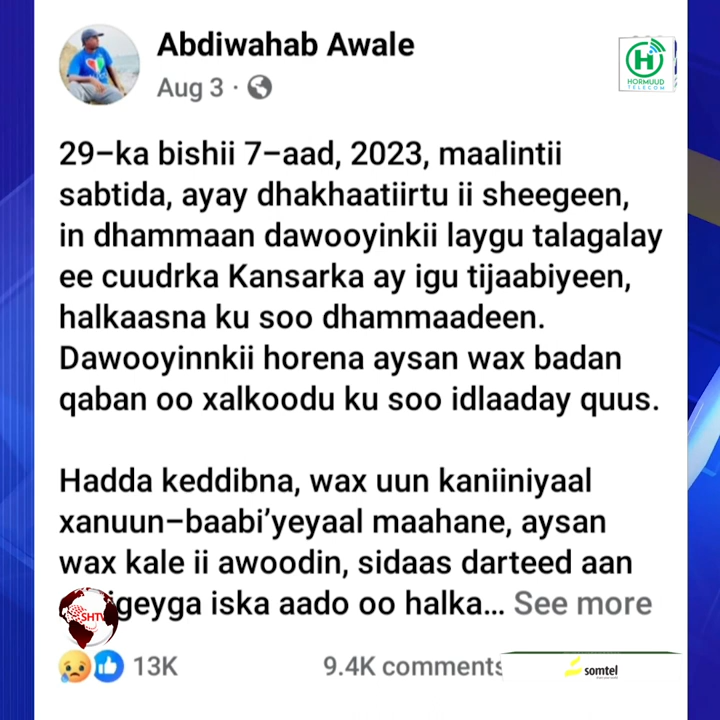 Abdiwahab Awale
Aug 3 ·
HORMUUD
TELECOM
29–ka bishii 7–aad, 2023, maalintii
sabtida, ayay dhakhaatiirtu ii sheegeen,
in dhammaan dawooyinkii laygu talagalay
ee cuudrka Kansarka ay igu tijaabiyeen,
halkaasna ku soo dhammaadeen.
Dawooyinnkii horena aysan wax badan
qaban oo xalkoodu ku soo idlaaday quus.
Hadda keddibna, wax uun kaniiniyaal
xanuun–baabi’yeyaal maahane, aysan
wax kale ii awoodin, sidaas darteed aan
igeyga iska aado oo halka... See more
SHTV
13K
9.4K comments
somtel